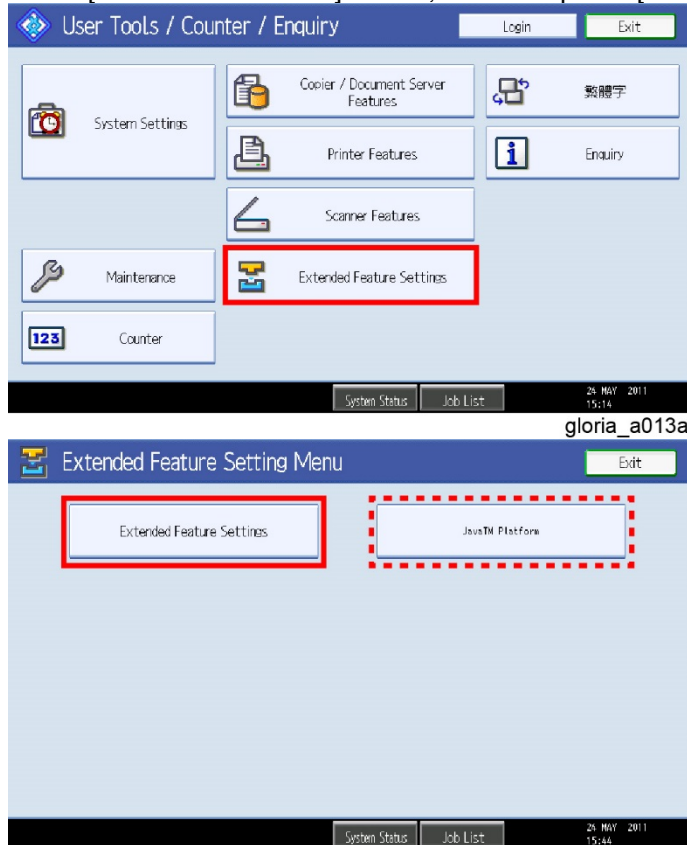 User Tools / Counter / Enquiry
Login
Exit
System Settings
Copier / Document Server
Features
繁體字
Printer Features
Enquiry
Scanner Features
Maintenance
Extended Feature Settings
123
Counter
System Status
Job List
24 MAY 2011
15:14
gloria_a013a
Extended Feature Setting Menu
Exit
Extended Feature Settings
JavaTM Platform
System Status
Job List
24 MAY 2011
15:44